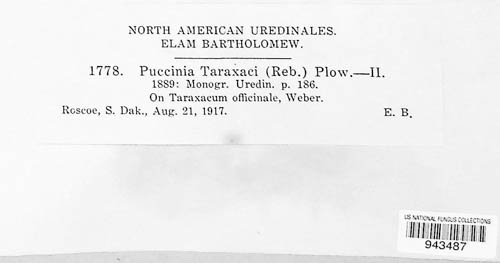 NORTH AMERICAN UREDINALES.
ELAM BARTHOLOMEW.
1778. Puccinia Taraxaci (Reb.) Plow.—II.
1889: Monogr. Uredin. p. 186.
On Taraxacum officinale, Weber.
Roscoe, S. Dak., Aug. 21, 1917. E. B.
US NATIONAL FUNGUS COLLECTIONS
943487